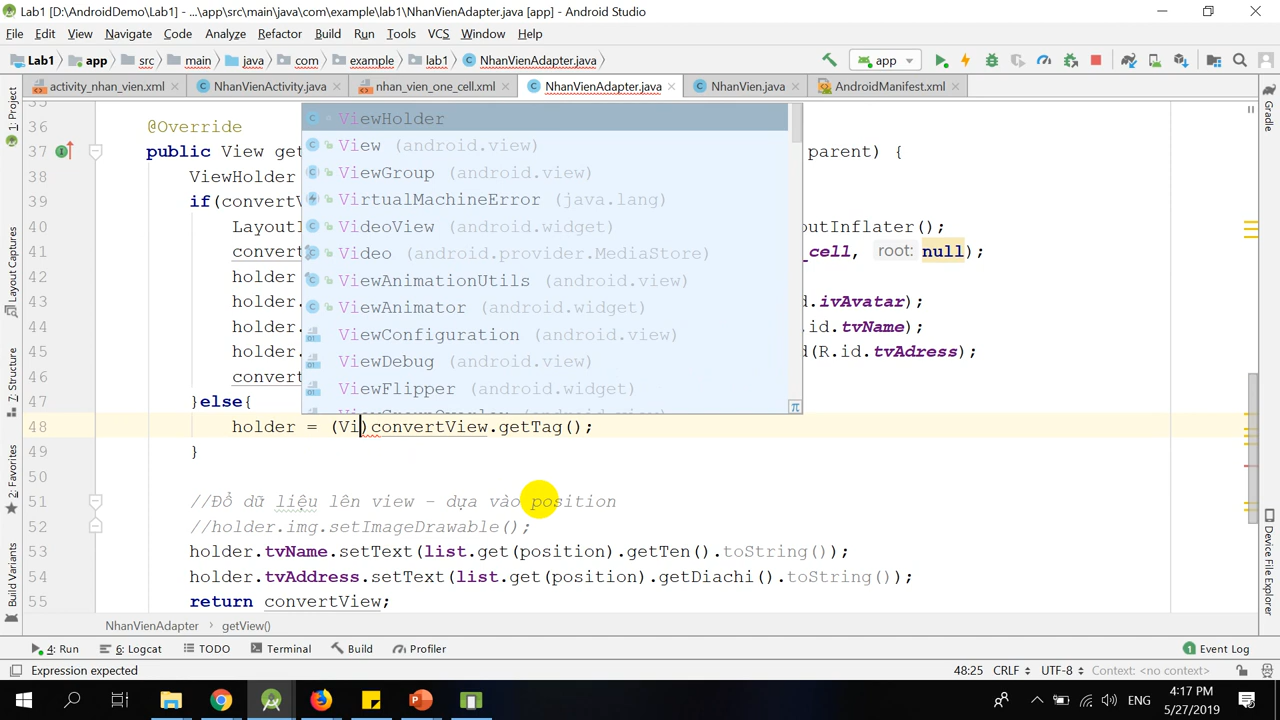 Lab1 [D:\AndroidDemo\Lab1] - ...\app\src\main\java\com\example\lab1\NhanVienAdapter.java [app] - Android Studio
File Edit View Navigate Code Analyze Refactor Build Run Tools VCS Window Help
Lab1 app src main java com example lab1 NhanVienAdapter.java app
activity_nhan_vien.xml NhanVienActivity.java nhan_vien_one_cell.xml NhanVienAdapter.java NhanVien.java AndroidManifest.xml
1: Project
Layout Captures
7: Structure
2: Favorites
Build Variants
Gradle
Device File Explorer
35
36 @Override
37 public View ge parent) {
38 ViewHolder
39 if(convertV
40 LayoutI outInflater();
41 convert _cell, root: null);
42 holder
43 holder. .ivAvatar);
44 holder. .id.tvName);
45 holder. d(R.id.tvAdress);
46 convert
47 }else{
48 holder = (Vi)convertView.getTag();
49 }
50
51 //Đổ dữ liệu lên view - dựa vào position
52 //holder.img.setImageDrawable();
53 holder.tvName.setText(list.get(position).getTen().toString());
54 holder.tvAddress.setText(list.get(position).getDiachi().toString());
55 return convertView;
ViewHolder
View (android.view)
ViewGroup (android.view)
VirtualMachineError (java.lang)
VideoView (android.widget)
Video (android.provider.MediaStore)
ViewAnimationUtils (android.view)
ViewAnimator (android.widget)
ViewConfiguration (android.view)
ViewDebug (android.view)
ViewFlipper (android.widget)
ViewGroupOverlay (android.view)
π
NhanVienAdapter getView()
4: Run 6: Logcat TODO Terminal Build Profiler 1 Event Log
Expression expected 48:25 CRLF UTF-8 Context: <no context>
ENG 4:17 PM
5/27/2019